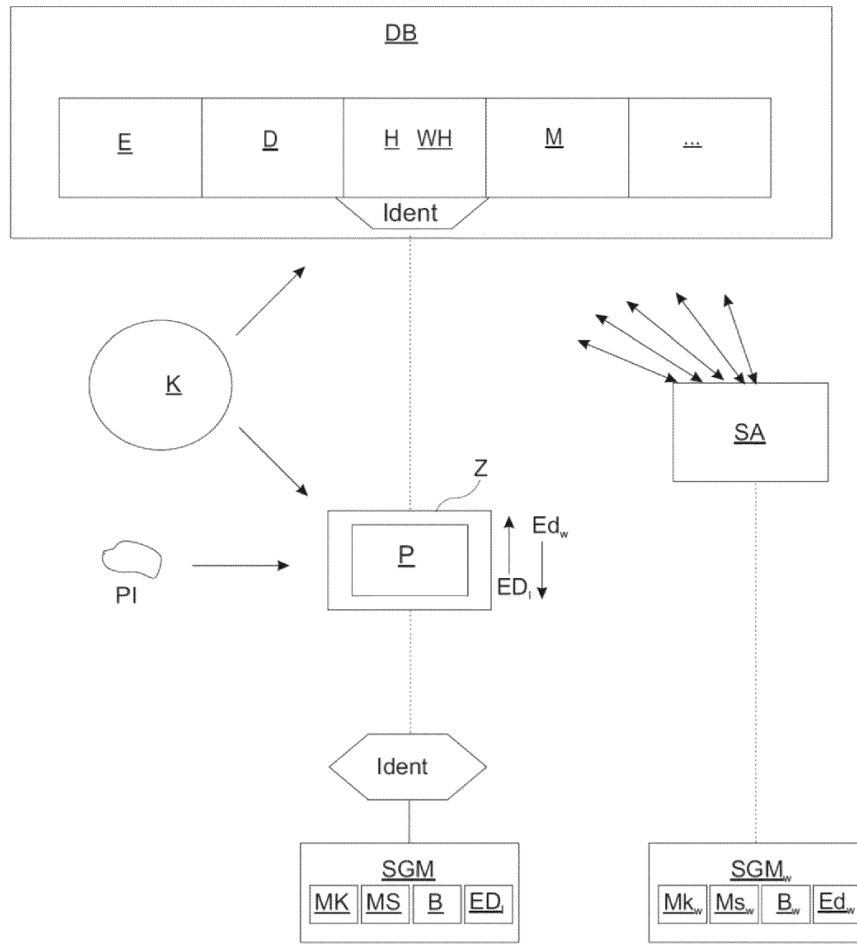 DB
E D H WH M ...
Ident
K
SA
Z
P
Ed_w
ED_I
PI
Ident
SGM SGM_w
MK MS B ED_I Mk_w Ms_w B_w Ed_w